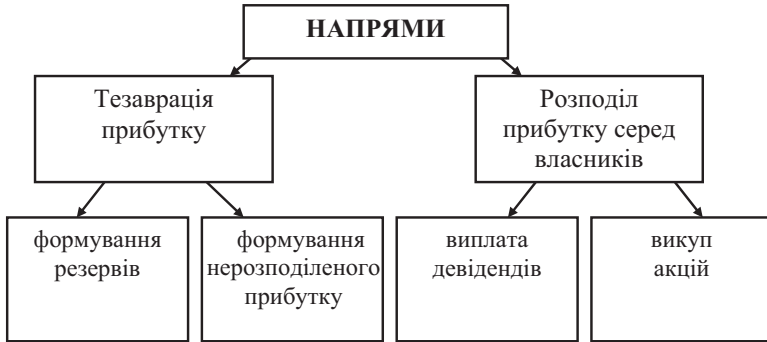 НАПРЯМИ
Тезаврація
прибутку
Розподіл
прибутку серед
власників
формування
резервів
формування
нерозподіленого
прибутку
виплата
девідендів
викуп
акцій